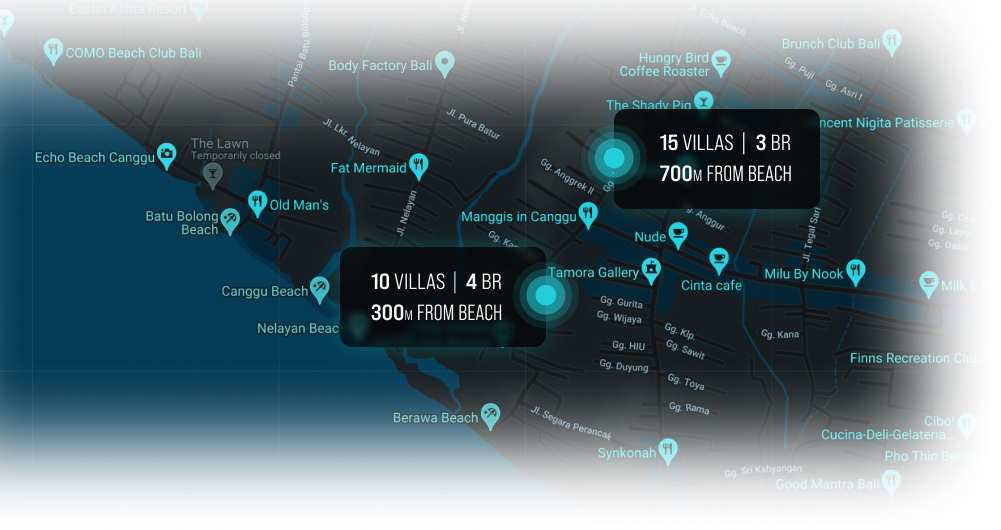 Eastin Ashta Resort
COMO Beach Club Bali
Pantai Batu Bolong
Body Factory Bali
Jl. Echo Beach
Hungry Bird
Coffee Roaster
Brunch Club Bali
Gg. Puji
Gg. Asri I
The Shady Pig
Jl. Pura Batur
Jl. Lkr. Nelayan
15 VILLAS | 3 BR
700M FROM BEACH
ncent Nigita Patisserie
The Lawn
Temporarily closed
Echo Beach Canggu
Fat Mermaid
Gg. Anggrek II
Old Man's
Batu Bolong
Beach
Jl. Nelayan
Manggis in Canggu
Anggur
Nude
Jl. Tegal Sari
Gg. Layar
Gg. Oasis
10 VILLAS | 4 BR
300M FROM BEACH
Tamora Gallery
Cinta cafe
Milu By Nook
Milk &
Canggu Beach
Nelayan Beac
Gg. Gurita
Gg. Wijaya
Gg. Klp.
Sawit
Gg. HIU
Gg. Duyung
Gg. Kana
Gg. Toya
Finns Recreation Club
Gg. Rama
Berawa Beach
Jl. Segara Perancak
Synkonah
Cibo!
Cucina-Deli-Gelateria...
Pho Thin
Gg. Sri Kahyangan
Good Mantra Bali